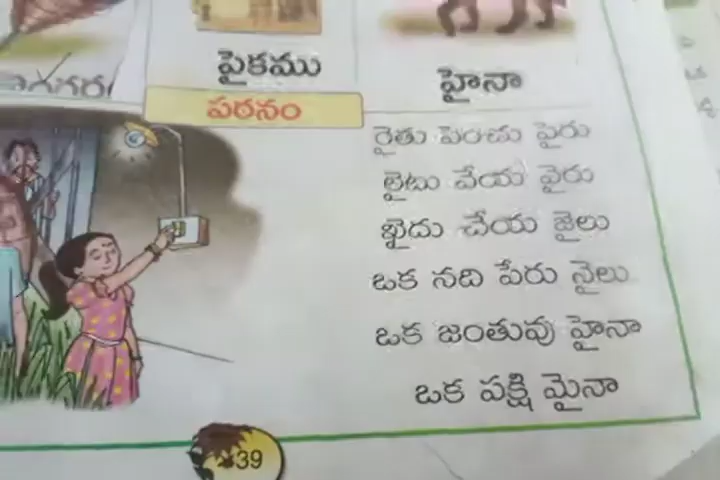 పైకము
హైనా
పఠనం
రైతు పెంచు పైరు
లైటు వేయ వైరు
ఖైదు చేయ జైలు
ఒక నది పేరు నైలు
ఒక జంతువు హైనా
ఒక పక్షి మైనా
39